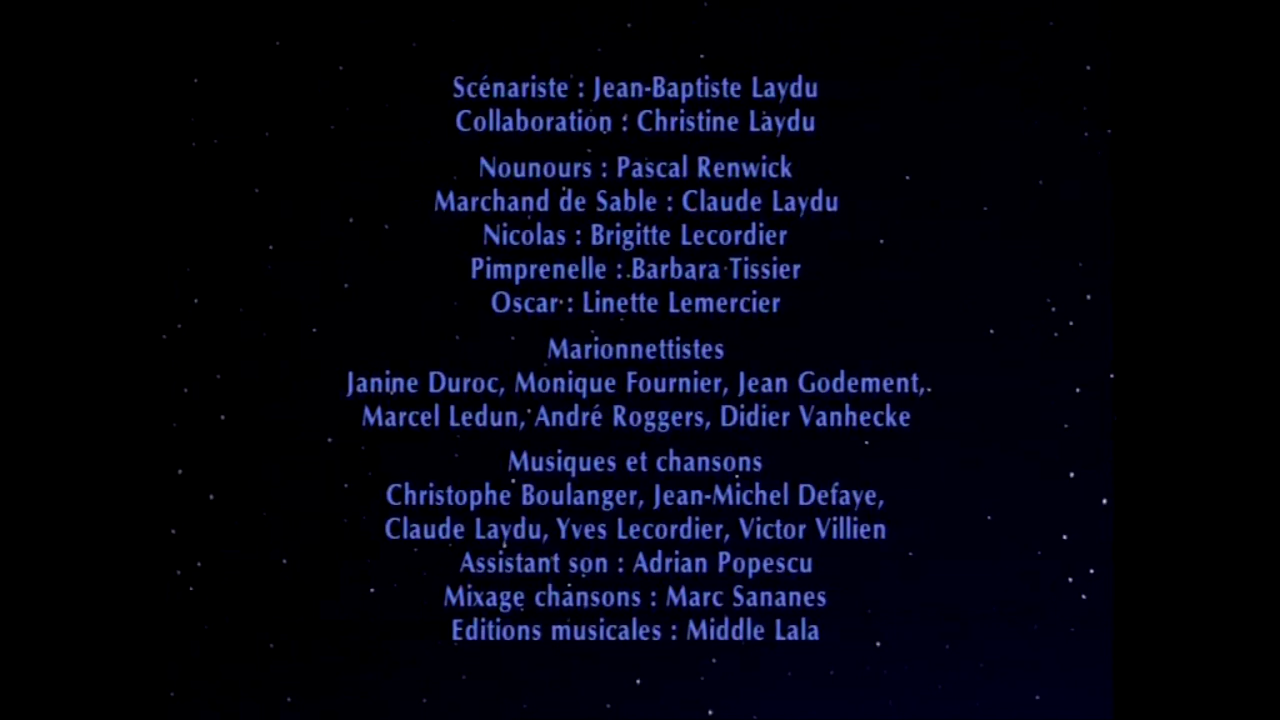 Scénariste : Jean-Baptiste Laydu
Collaboration : Christine Laydu
Nounours : Pascal Renwick
Marchand de Sable : Claude Laydu
Nicolas : Brigitte Lecordier
Pimprenelle : Barbara Tissier
Oscar : Linette Lemercier
Marionnettistes
Janine Duroc, Monique Fournier, Jean Godement,
Marcel Ledun, André Roggers, Didier Vanhecke
Musiques et chansons
Christophe Boulanger, Jean-Michel Defaye,
Claude Laydu, Yves Lecordier, Victor Villien
Assistant son : Adrian Popescu
Mixage chansons : Marc Sananes
Editions musicales : Middle Lala